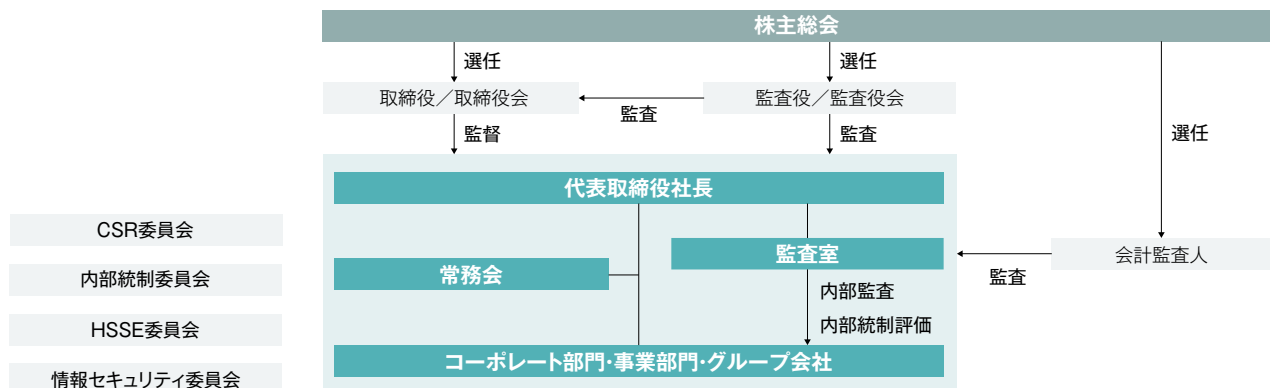 株主総会
選任
選任
取締役／取締役会
監査
監査役／監査役会
監督
監査
選任
代表取締役社長
CSR委員会
監査室
会計監査人
常務会
監査
内部統制委員会
内部監査
内部統制評価
HSSE委員会
コーポレート部門・事業部門・グループ会社
情報セキュリティ委員会